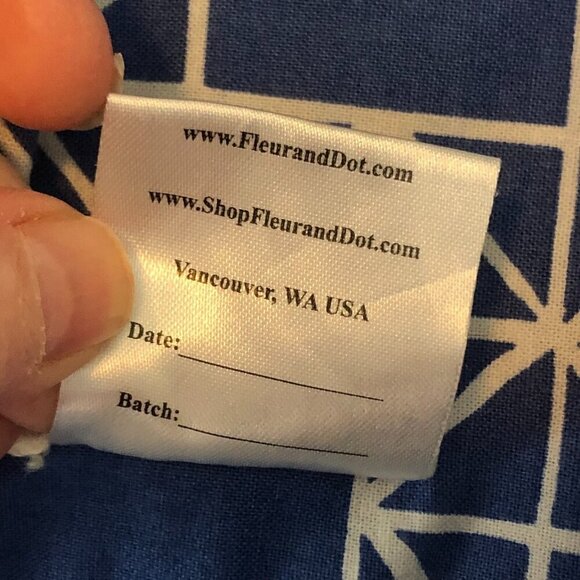 www.FleurandDot.com
www.ShopFleurandDot.com
Vancouver, WA USA
Date:
Batch: